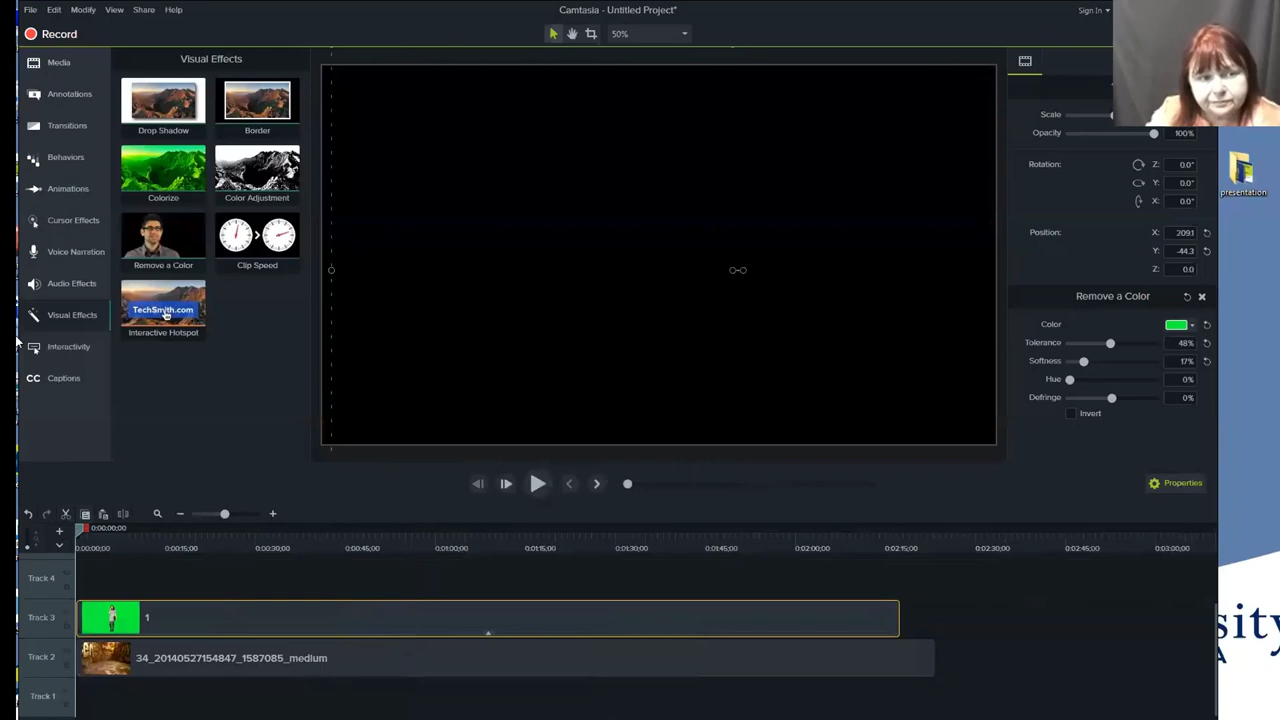 File Edit Modify View Share Help
Camtasia - Untitled Project*
Sign In
Record
50%
Media
Annotations
Transitions
Behaviors
Animations
Cursor Effects
Voice Narration
Audio Effects
Visual Effects
Interactivity
CC Captions
Visual Effects
Drop Shadow
Border
Colorize
Color Adjustment
Remove a Color
Clip Speed
TechSmith.com
Interactive Hotspot
Scale
Opacity 100%
Rotation: Z: 0.0°
Y: 0.0°
X: 0.0°
Position: X: 209.1
Y: -44.3
Z: 0.0
Remove a Color
Color
Tolerance 48%
Softness 17%
Hue 0%
Defringe 0%
Invert
Properties
presentation
0:00:00;00
0:00:00;00 0:00:15;00 0:00:30;00 0:00:45;00 0:01:00;00 0:01:15;00 0:01:30;00 0:01:45;00 0:02:00;00 0:02:15;00 0:02:30;00 0:02:45;00 0:03:00;00
Track 4
Track 3
1
Track 2
34_20140527154847_1587085_medium
Track 1
sity
A